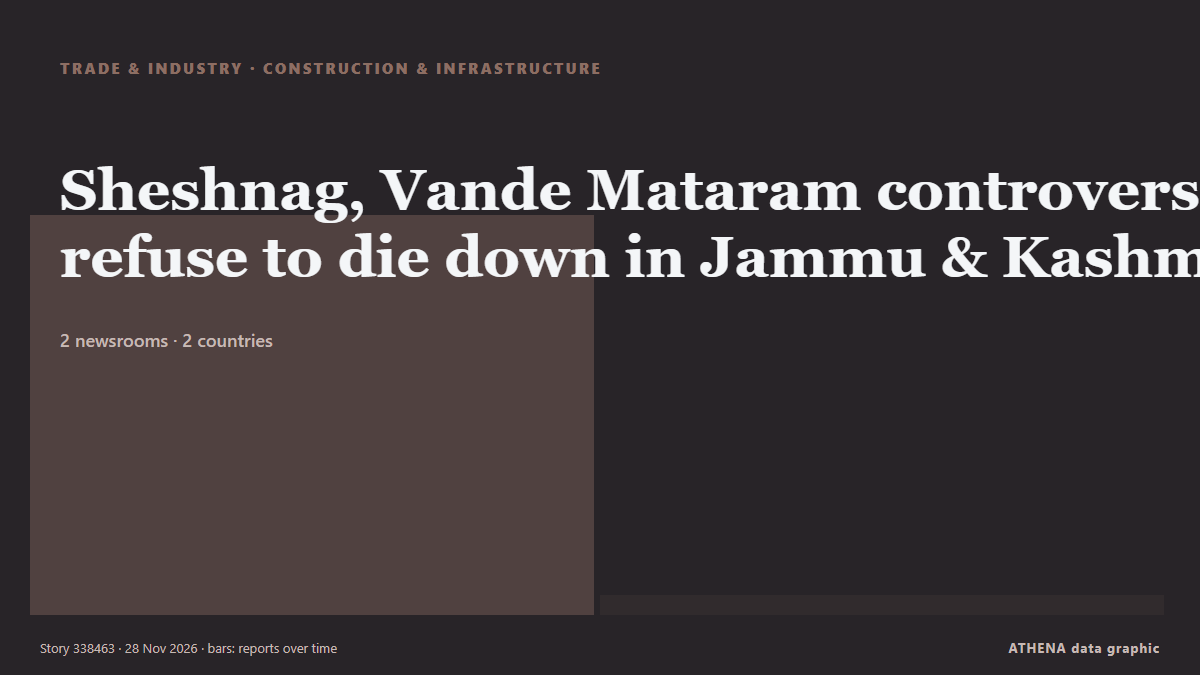 TRADE & INDUSTRY · CONSTRUCTION & INFRASTRUCTURE
Sheshnag, Vande Mataram controvers
refuse to die down in Jammu & Kashm
2 newsrooms · 2 countries
Story 338463 · 28 Nov 2026 · bars: reports over time
ATHENA data graphic